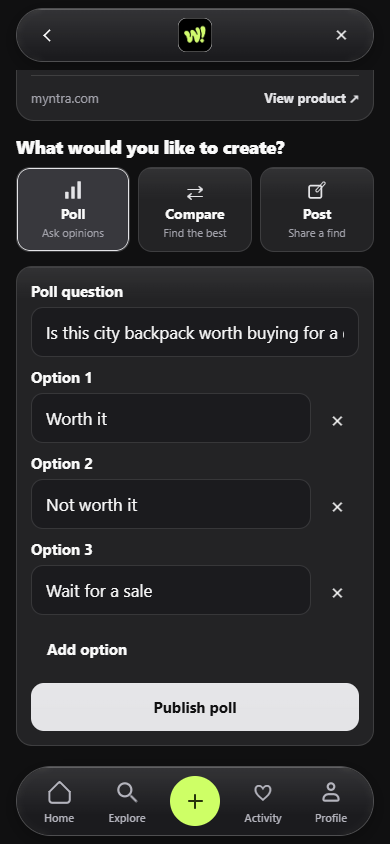 W!
myntra.com
View product ↗
What would you like to create?
Poll
Ask opinions
Compare
Find the best
Post
Share a find
Poll question
Is this city backpack worth buying for a
Option 1
Worth it
Option 2
Not worth it
Option 3
Wait for a sale
Add option
Publish poll
Home
Explore
Activity
Profile